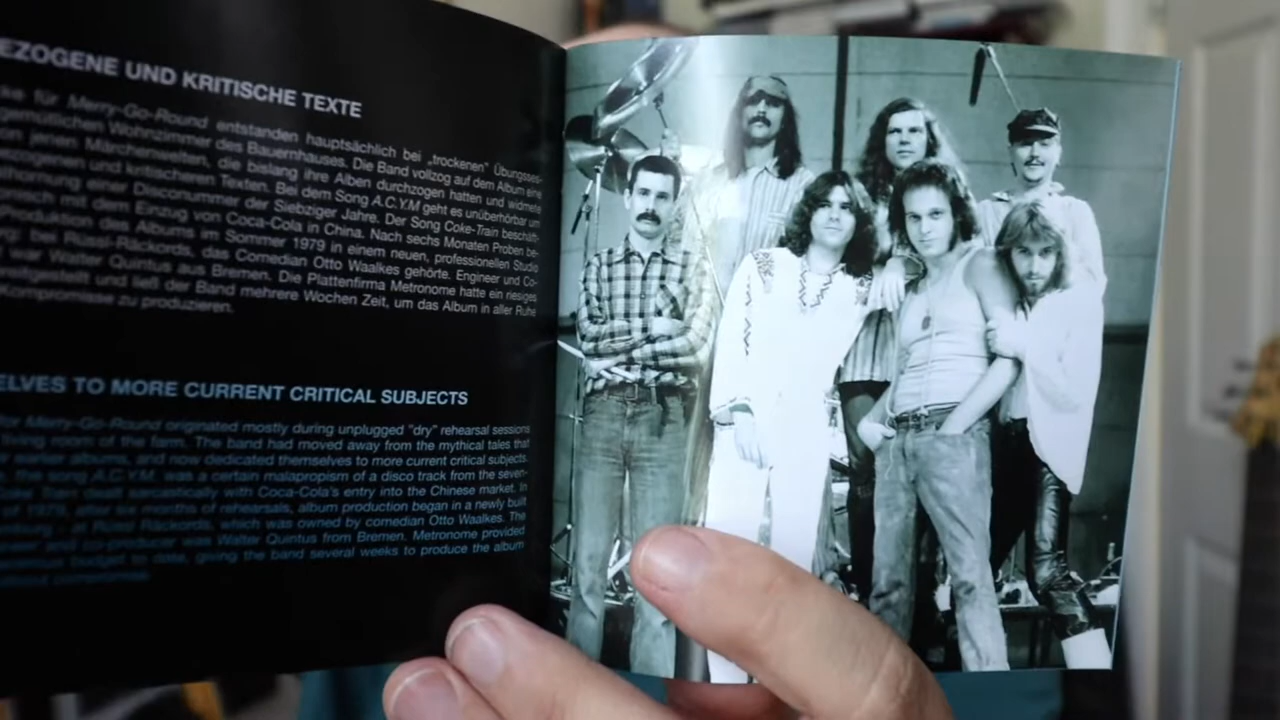 EZOGENE UND KRITISCHE TEXTE
für Merry-Go-Round entstanden hauptsächlich bei „trockenen" Übungsses-
gemütlichen Wohnzimmer des Bauernhauses. Die Band vollzog auf dem Album eine
jenen Märchenwelten, die bislang ihre Alben durchzogen hatten und widmete
und kritischen Texten. Bei dem Song A.C.Y.M geht es unüberhörbar um
einer Disconummer der Siebziger Jahre. Der Song Coke-Train beschäf-
mit dem Einzug von Coca-Cola in China. Nach sechs Monaten Proben be-
Produktion des Albums im Sommer 1979 in einem neuen, professionellen Studio
bei Rüssl-Räckords, das Comedian Otto Waalkes gehörte. Engineer und Co-
war Walter Quintus aus Bremen. Die Plattenfirma Metronome hatte ein riesiges
und ließ der Band mehrere Wochen Zeit, um das Album in aller Ruhe
Kompromisse zu produzieren.
ELVES TO MORE CURRENT CRITICAL SUBJECTS
Merry-Go-Round originated mostly during unplugged "dry" rehearsal sessions
living room of the farm. The band had moved away from the mythical tales that
albums, and now dedicated themselves to more current critical subjects.
the song A.C.Y.M. was a certain malapropism of a disco track from the seven-
dealt sarcastically with Coca-Cola's entry into the Chinese market. In
of 1979, after six months of rehearsals, album production began in a newly built
at Rüssl Räckords, which was owned by comedian Otto Waalkes. The
and co-producer was Walter Quintus from Bremen. Metronome provided
budget to date, giving the band several weeks to produce the album